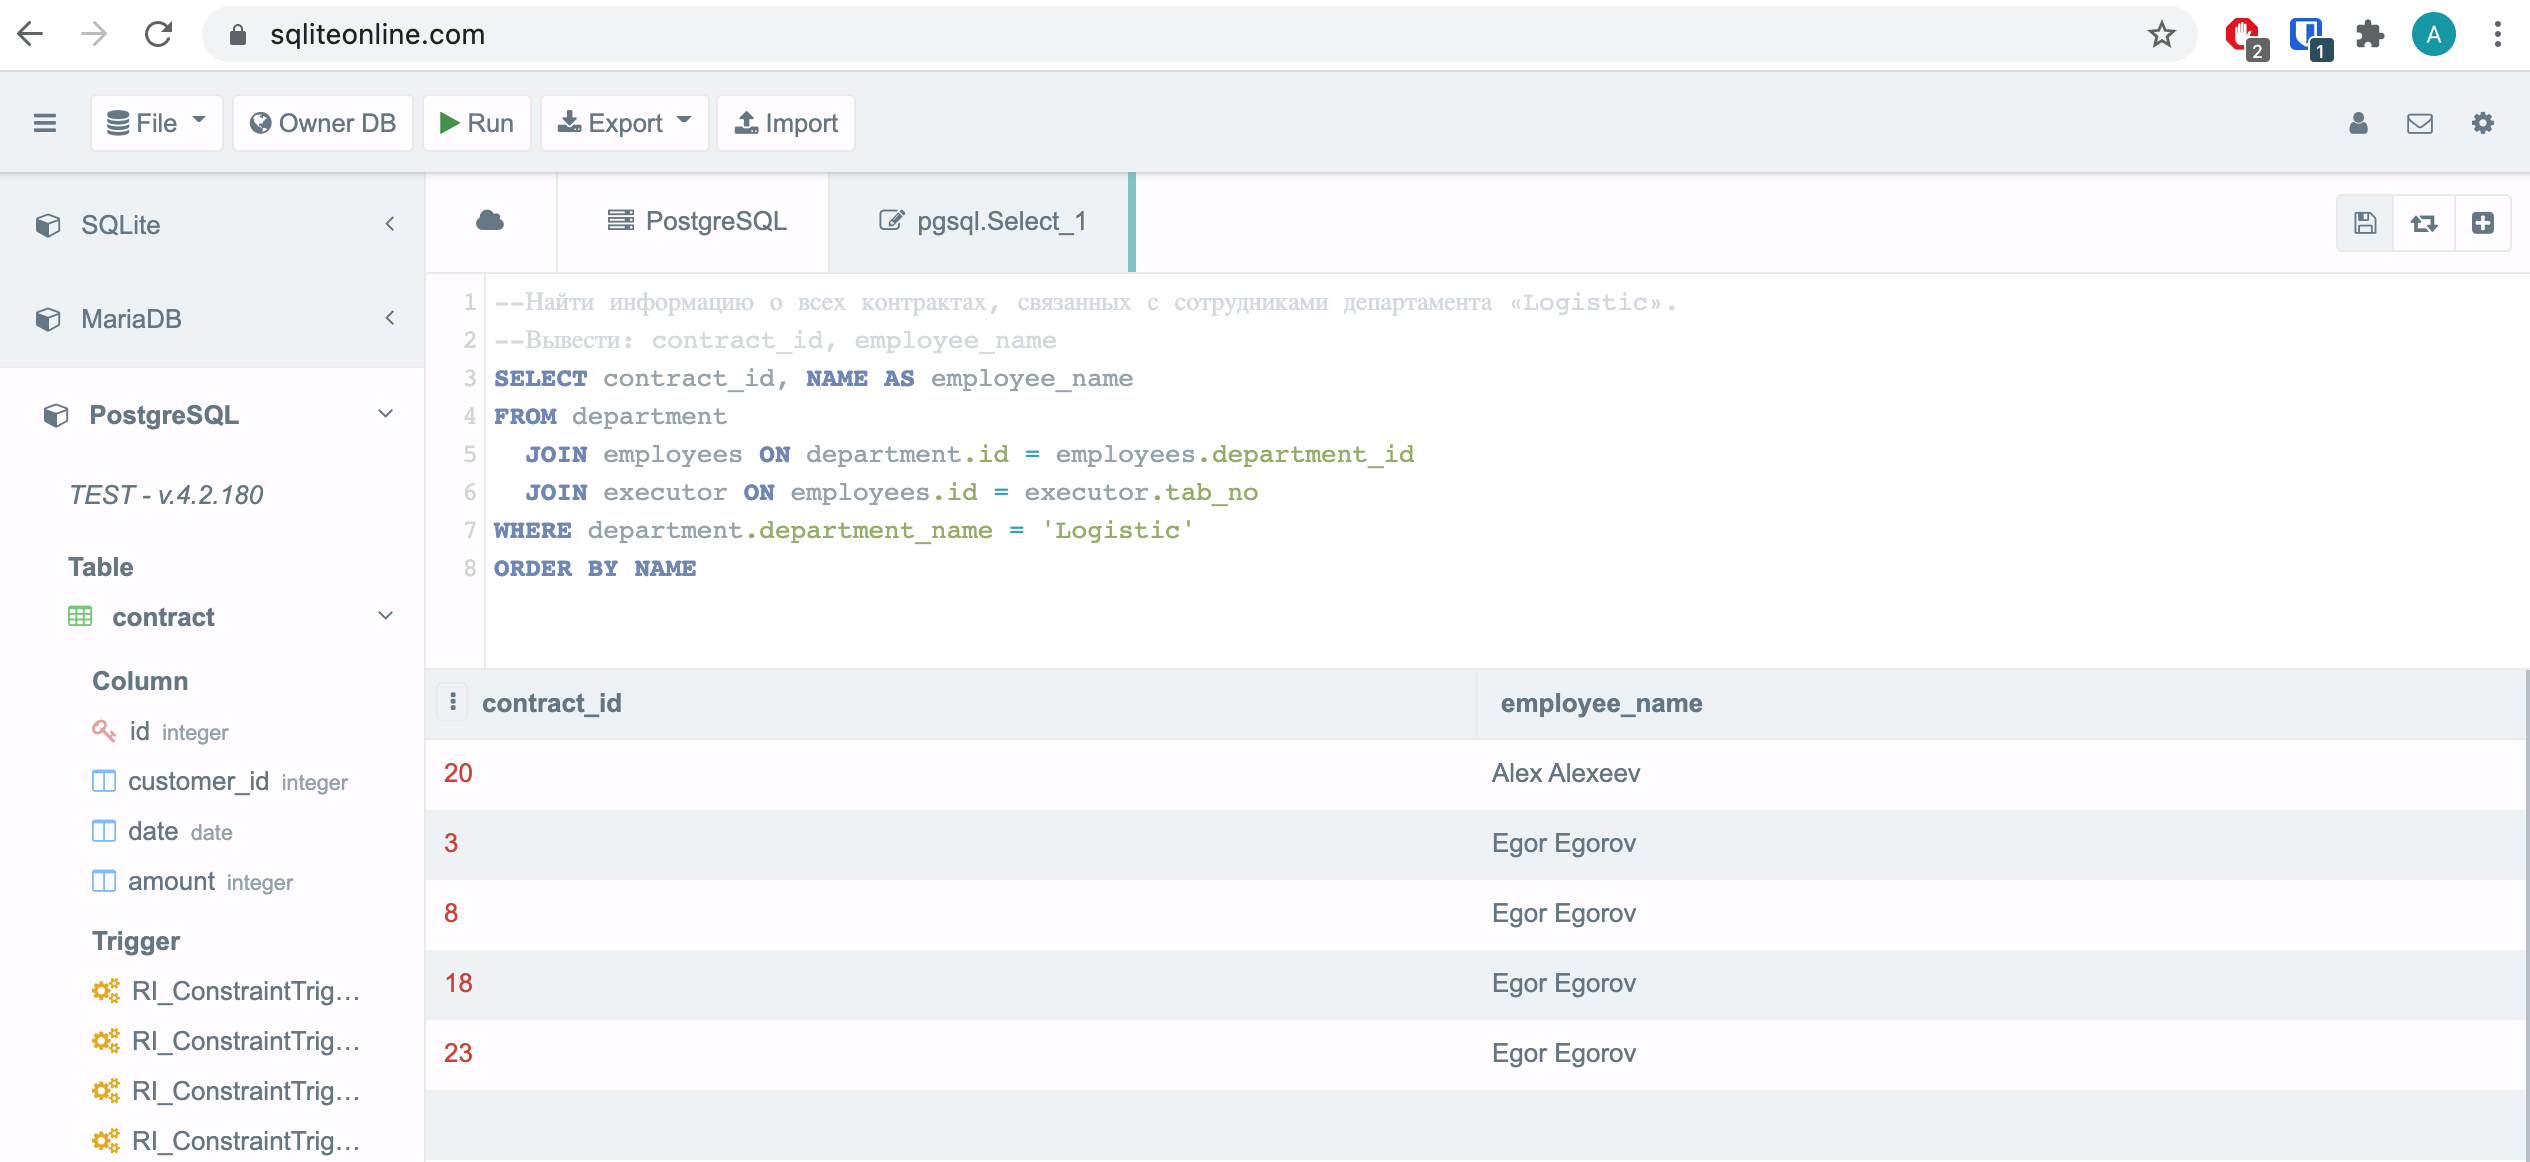 sqliteonline.com
2
1
A
File
Owner DB
Run
Export
Import
SQLite
MariaDB
PostgreSQL
TEST - v.4.2.180
Table
contract
Column
id integer
customer_id integer
date date
amount integer
Trigger
RI_ConstraintTrig...
RI_ConstraintTrig...
RI_ConstraintTrig...
RI_ConstraintTrig...
PostgreSQL
pgsql.Select_1
1 --Найти информацию о всех контрактах, связанных с сотрудниками департамента «Logistic».
2 --Вывести: contract_id, employee_name
3 SELECT contract_id, NAME AS employee_name
4 FROM department
5 JOIN employees ON department.id = employees.department_id
6 JOIN executor ON employees.id = executor.tab_no
7 WHERE department.department_name = 'Logistic'
8 ORDER BY NAME
contract_id employee_name
20 Alex Alexeev
3 Egor Egorov
8 Egor Egorov
18 Egor Egorov
23 Egor Egorov